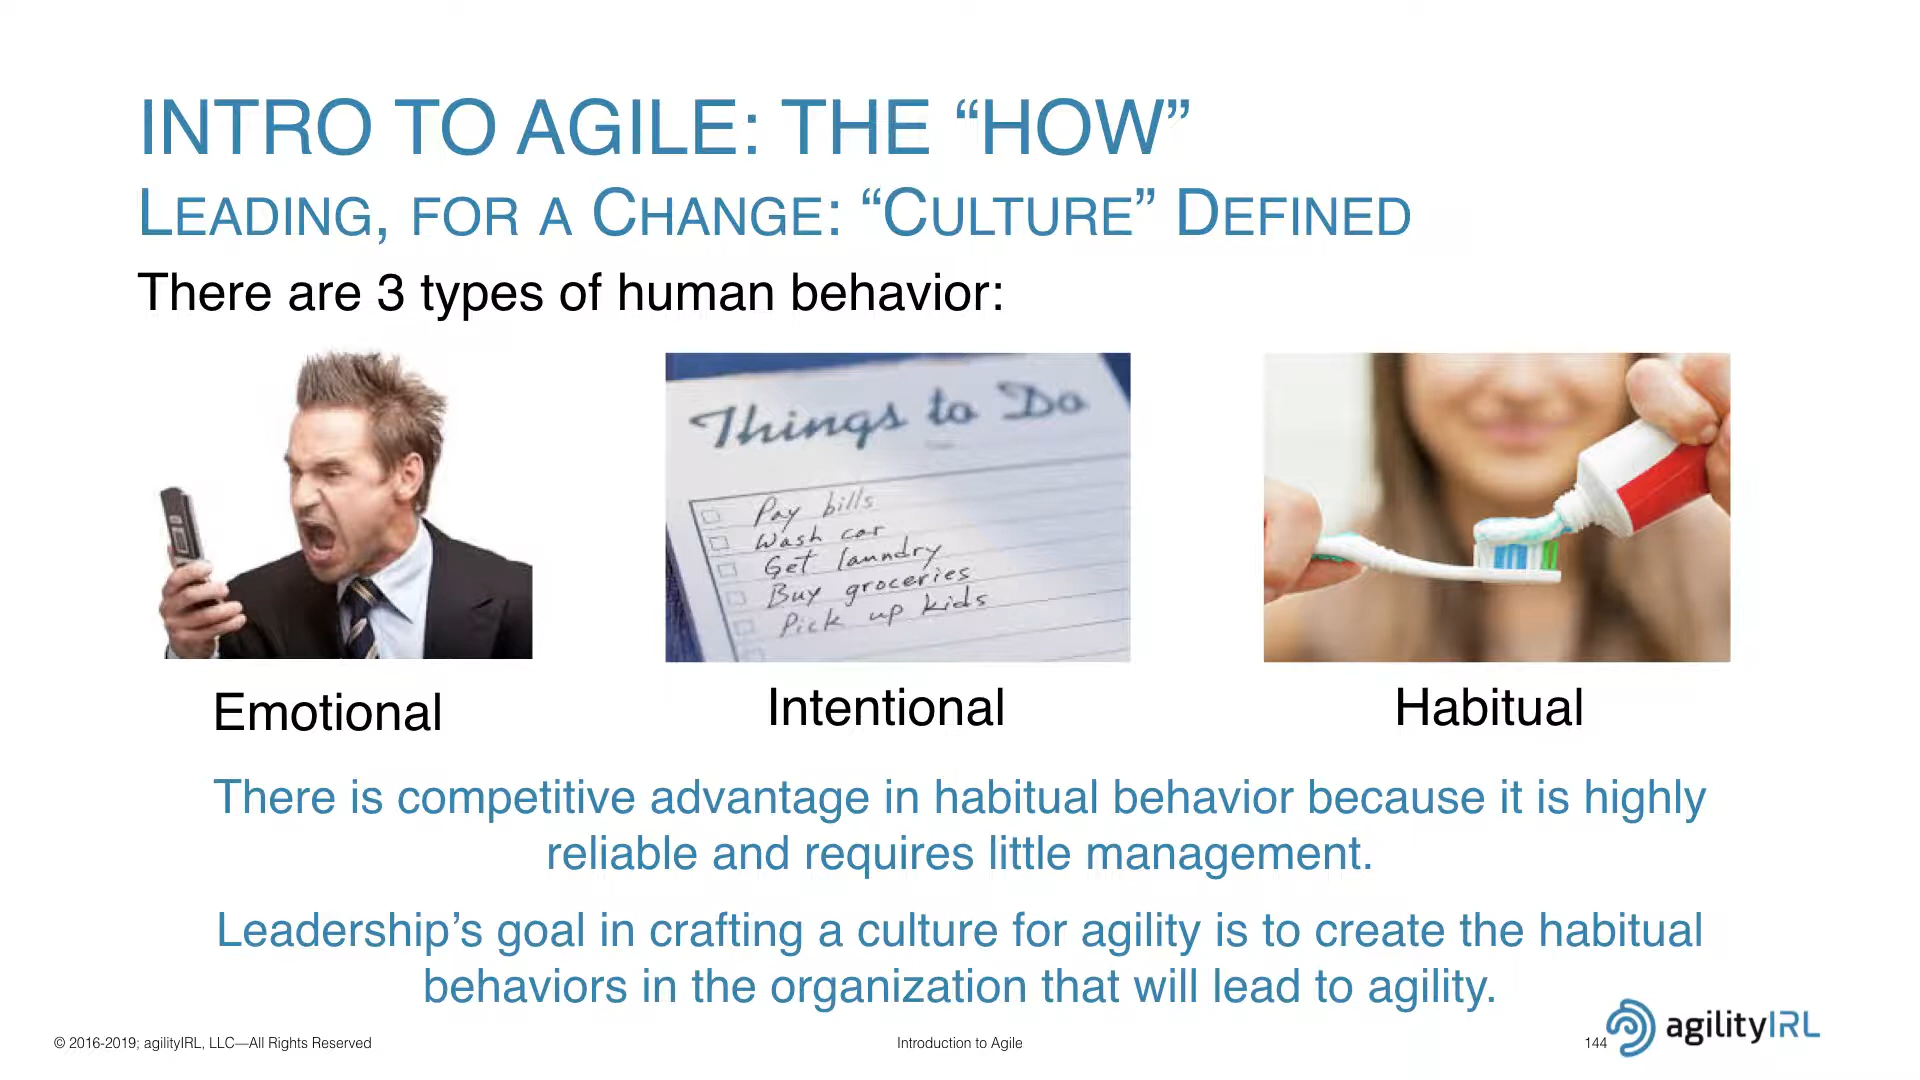 INTRO TO AGILE: THE “HOW”
LEADING, FOR A CHANGE: “CULTURE” DEFINED
There are 3 types of human behavior:
Things to Do
Pay bills
Wash car
Get laundry
Buy groceries
Pick up kids
Emotional
Intentional
Habitual
There is competitive advantage in habitual behavior because it is highly
reliable and requires little management.
Leadership’s goal in crafting a culture for agility is to create the habitual
behaviors in the organization that will lead to agility.
© 2016-2019; agilityIRL, LLC—All Rights Reserved
Introduction to Agile
144
agilityIRL